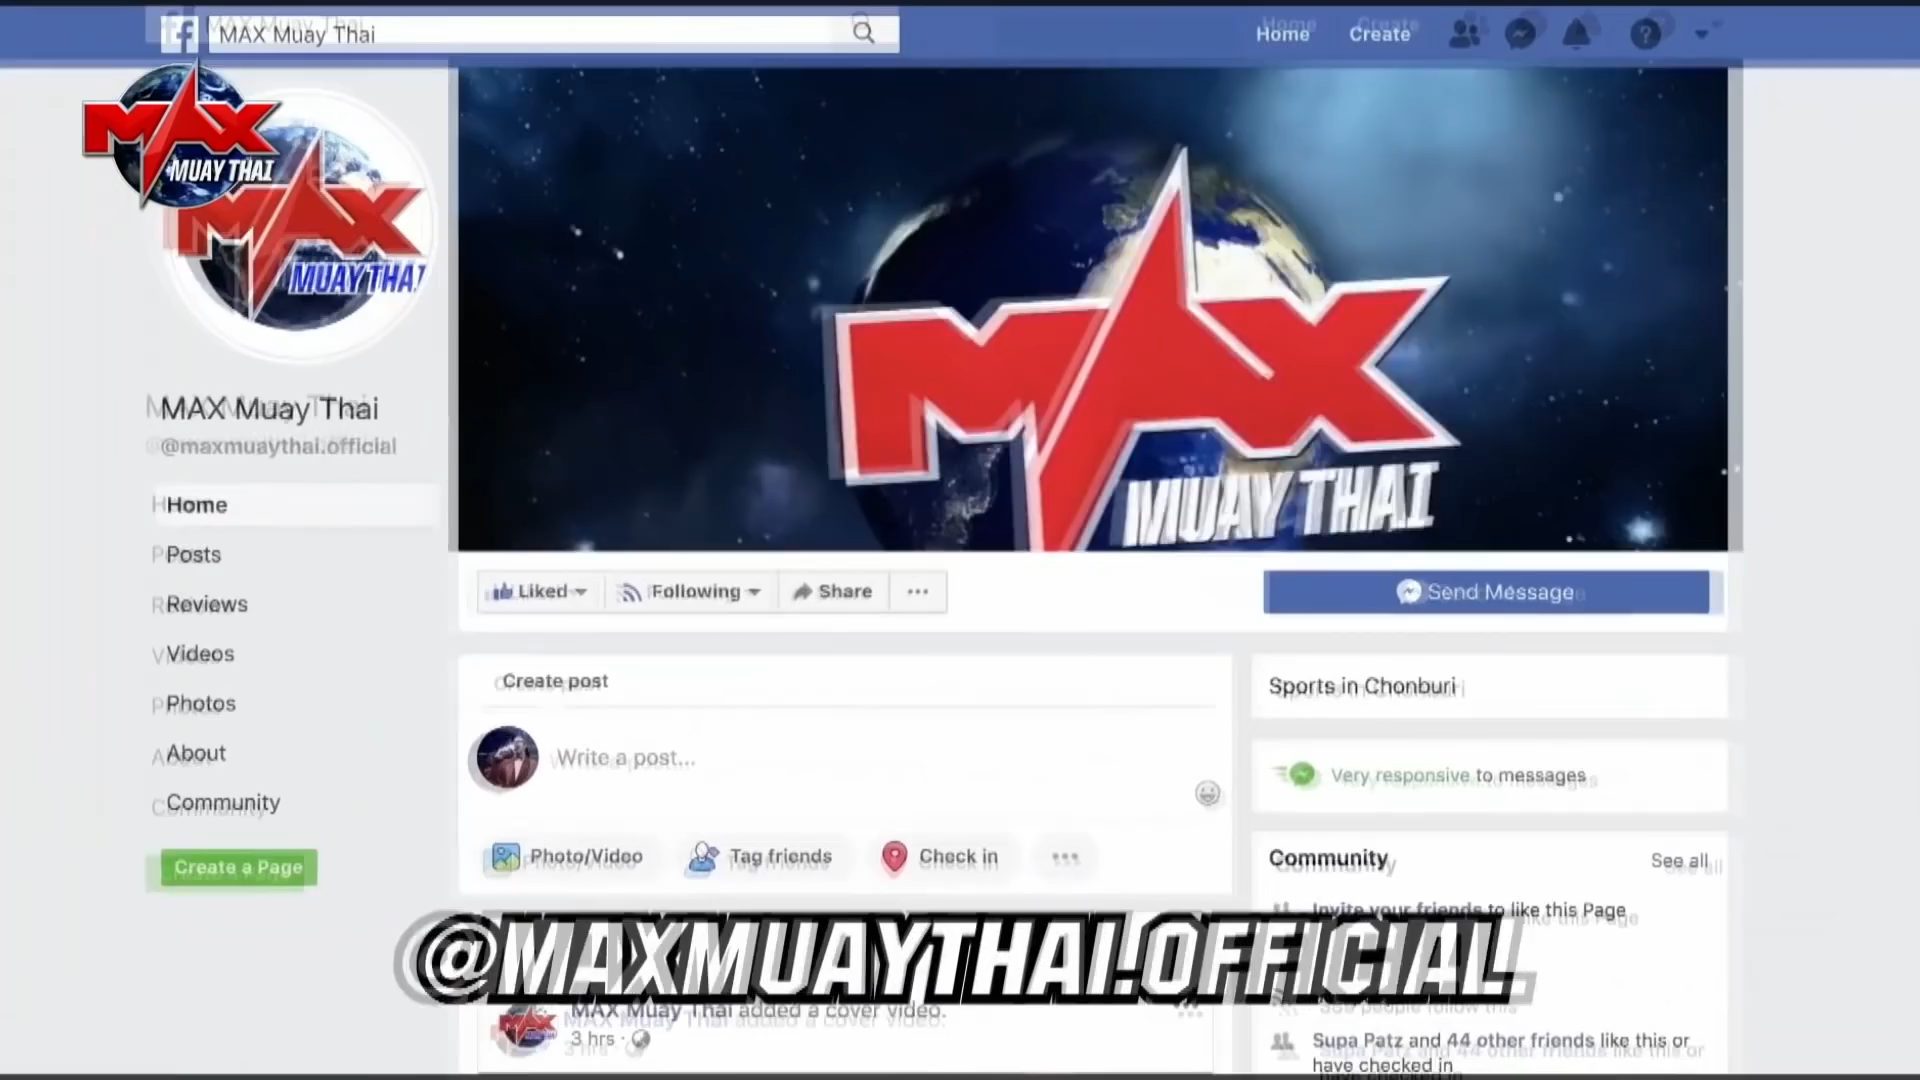 MAX Muay Thai
Home
Create
MAX
MUAY THAI
MAX
MUAY THAI
MAX
MUAY THAI
MAX Muay Thai
@maxmuaythai.official
Home
Posts
Reviews
Videos
Photos
About
Community
Create a Page
Liked
Following
Share
Send Message
Create post
Write a post...
Photo/Video
Tag friends
Check in
Sports in Chonburi
Very responsive to messages
Community
See all
Invite your friends to like this Page
people follow this
Supa Patz and 44 other friends like this or
have checked in
@MAXMUAYTHAI.OFFICIAL
MAX Muay Thai added a cover video.
3 hrs